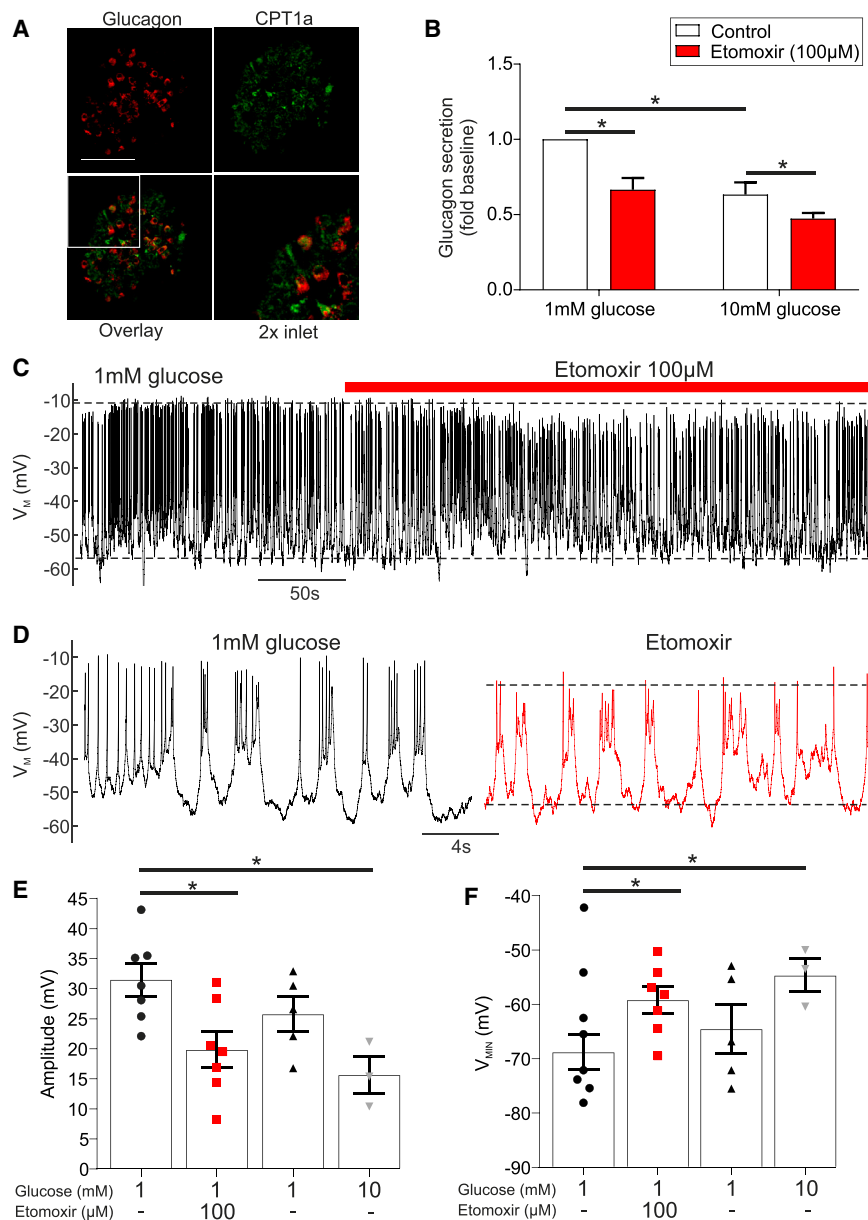 A
Glucagon
CPT1a
Overlay
2x inlet
B
Control
Etomoxir (100µM)
Glucagon secretion
(fold baseline)
1.5
1.0
0.5
0.0
*
*
*
1mM glucose
10mM glucose
C
1mM glucose
Etomoxir 100µM
V_M (mV)
-10
-20
-30
-40
-50
-60
50s
D
1mM glucose
Etomoxir
V_M (mV)
-10
-20
-30
-40
-50
-60
4s
E
*
*
Amplitude (mV)
45
40
35
30
25
20
15
10
5
0
Glucose (mM) 1 1 1 10
Etomoxir (µM) - 100 - -
F
*
*
V_MIN (mV)
-40
-50
-60
-70
-80
-90
Glucose (mM) 1 1 1 10
Etomoxir (µM) - 100 - -